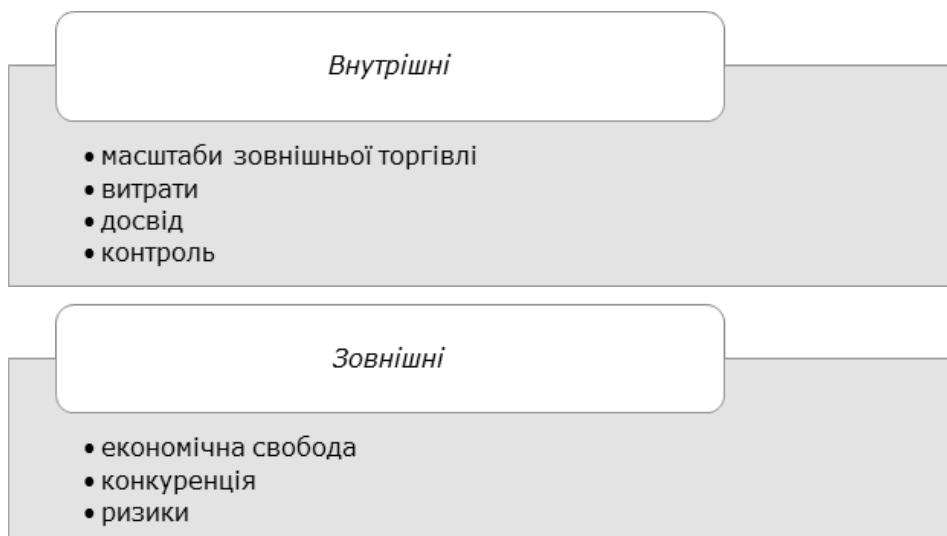 Внутрішні
• масштаби зовнішньої торгівлі
• витрати
• досвід
• контроль
Зовнішні
• економічна свобода
• конкуренція
• ризики